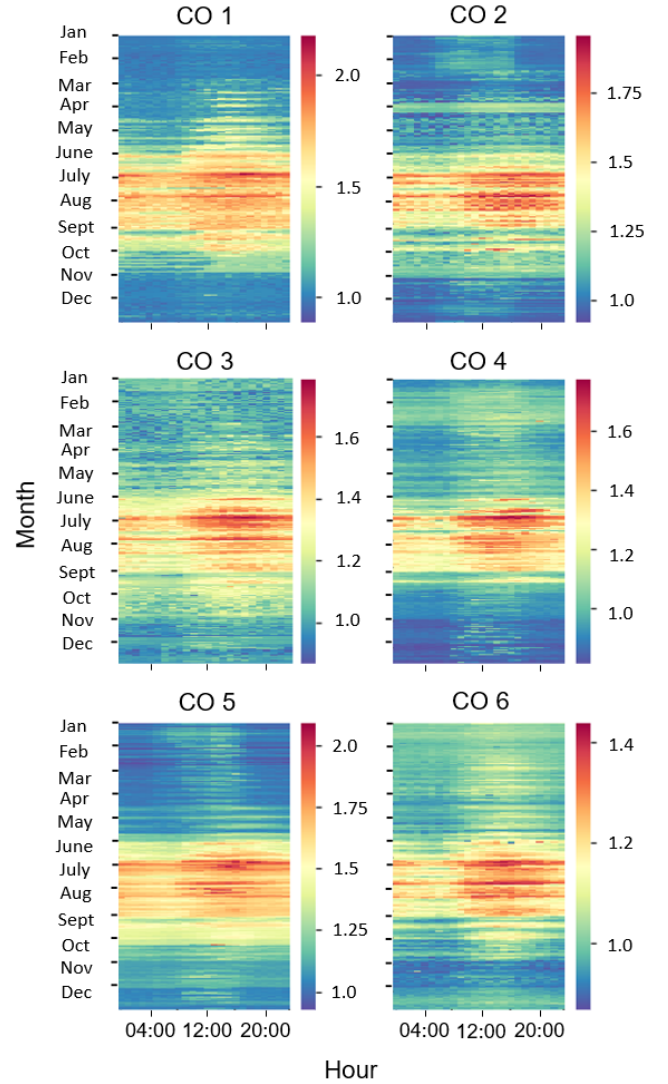 CO 1
CO 2
Jan
Feb
Mar
Apr
May
June
July
Aug
Sept
Oct
Nov
Dec
2.0
1.5
1.0
1.75
1.5
1.25
1.0
CO 3
CO 4
Jan
Feb
Mar
Apr
May
June
July
Aug
Sept
Oct
Nov
Dec
1.6
1.4
1.2
1.0
1.6
1.4
1.2
1.0
Month
CO 5
CO 6
Jan
Feb
Mar
Apr
May
June
July
Aug
Sept
Oct
Nov
Dec
2.0
1.75
1.5
1.25
1.0
1.4
1.2
1.0
04:00 12:00 20:00
04:00 12:00 20:00
Hour